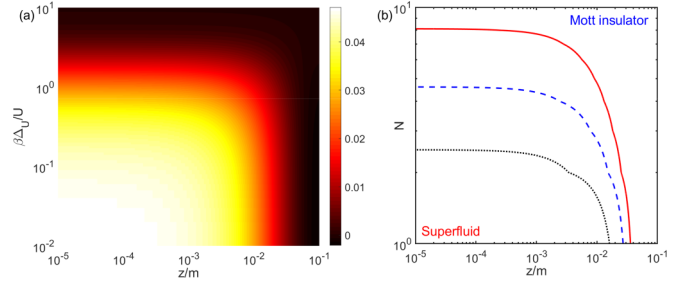 (a)
10¹
10⁰
10⁻¹
10⁻²
βΔ_U/U
10⁻⁵ 10⁻⁴ 10⁻³ 10⁻² 10⁻¹
z/m
0.04
0.03
0.02
0.01
0
(b)
10¹
10⁰
N
Mott insulator
Superfluid
10⁻⁵ 10⁻⁴ 10⁻³ 10⁻² 10⁻¹
z/m